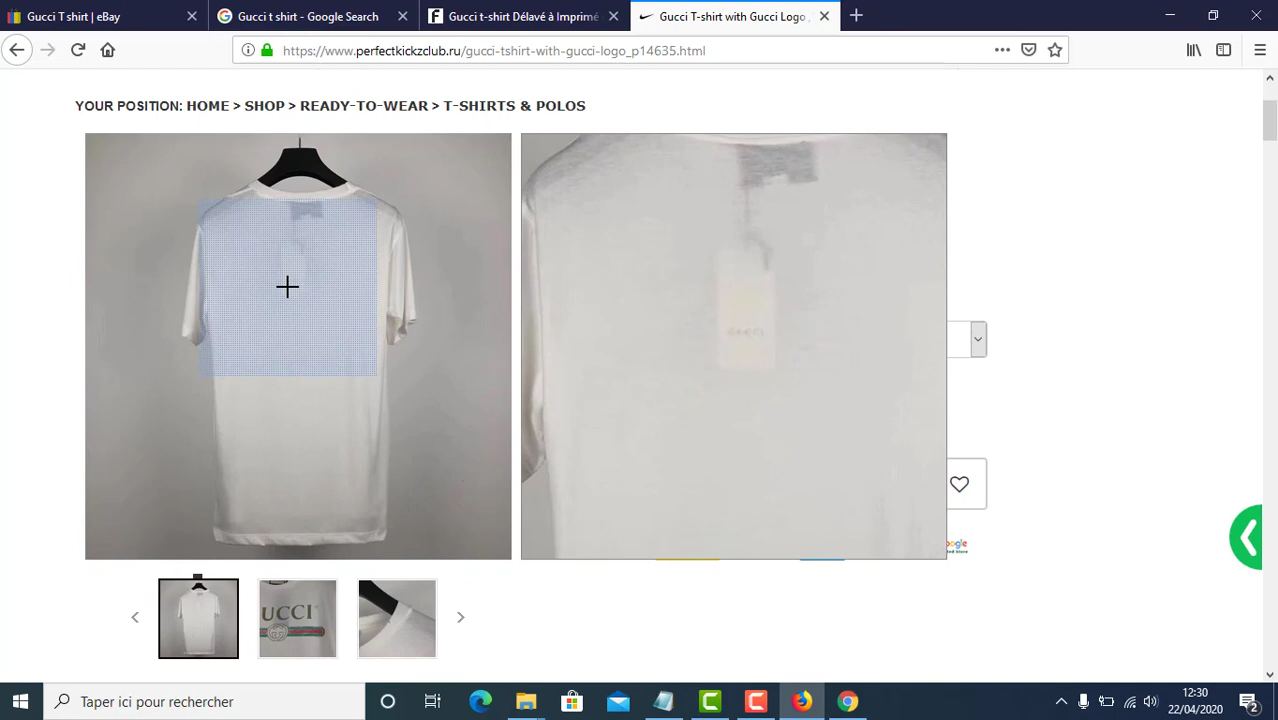 Gucci T shirt | eBay
Gucci t shirt - Google Search
Gucci t-shirt Délavé à Imprimé
Gucci T-shirt with Gucci Logo
https://www.perfectkickzclub.ru/gucci-tshirt-with-gucci-logo_p14635.html
YOUR POSITION: HOME > SHOP > READY-TO-WEAR > T-SHIRTS & POLOS
GUCCI
UCCI
Taper ici pour rechercher
12:30
22/04/2020
2